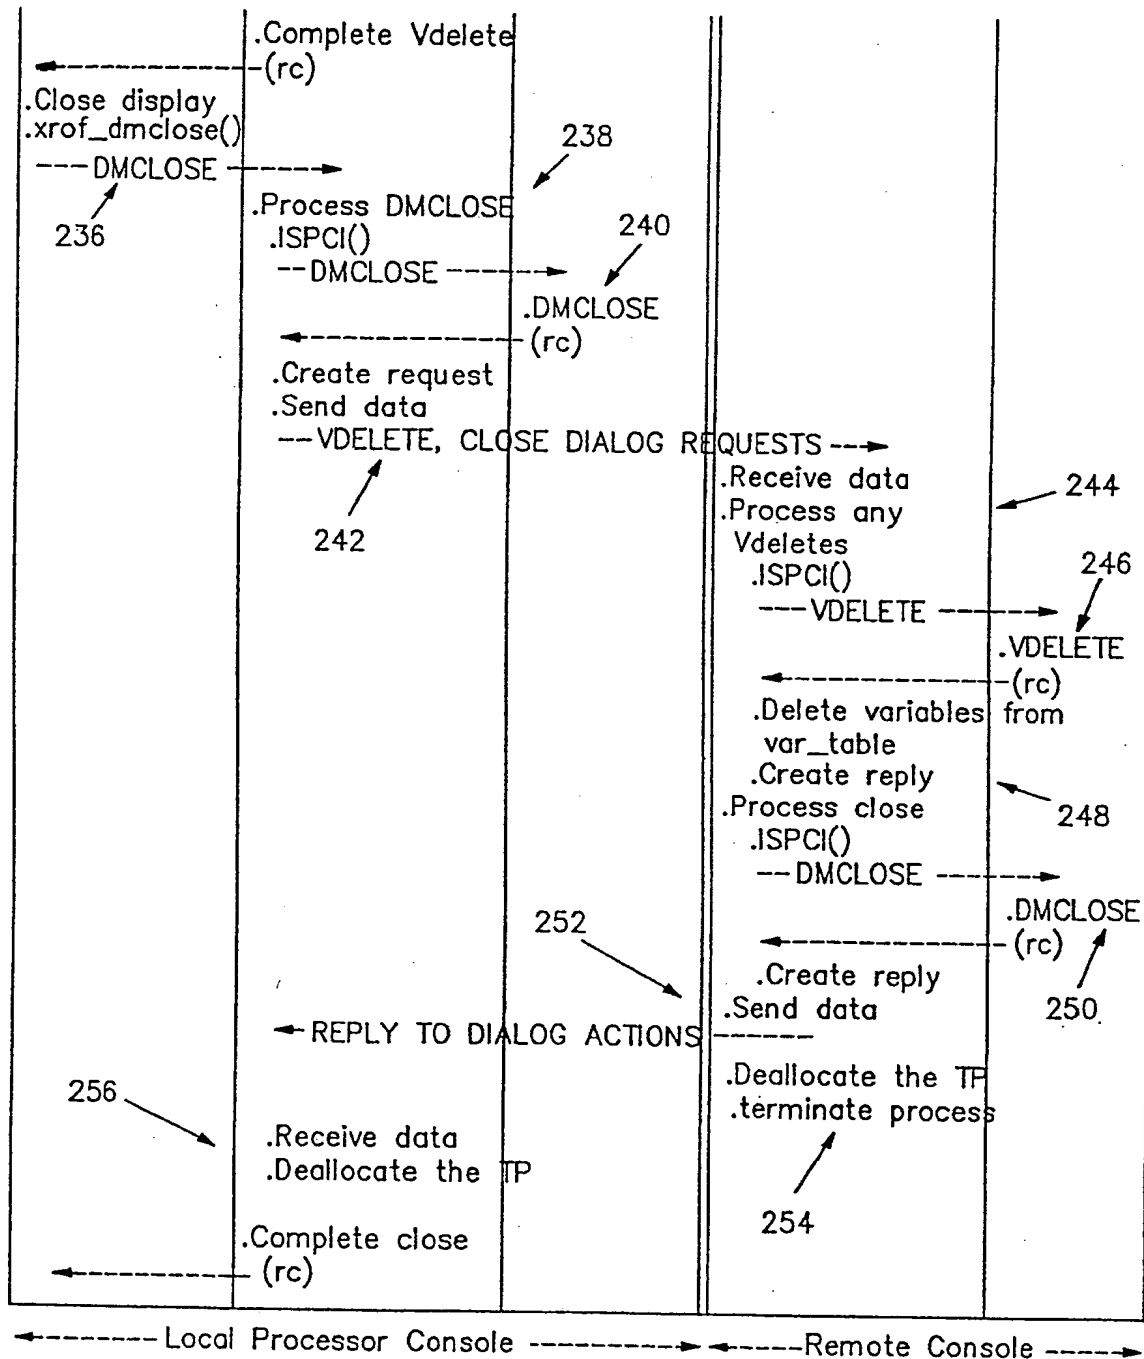 .Complete Vdelete
(rc)
.Close display
.xrof_dmclose()
DMCLOSE
238
236
.Process DMCLOSE
.ISPCI()
240
DMCLOSE
.DMCLOSE
(rc)
.Create request
.Send data
VDELETE, CLOSE DIALOG REQUESTS
242
.Receive data
244
.Process any
Vdeletes
.ISPCI()
246
VDELETE
.VDELETE
(rc)
.Delete variables from
var_table
.Create reply
248
.Process close
.ISPCI()
DMCLOSE
252
.DMCLOSE
(rc)
.Create reply
250
.Send data
REPLY TO DIALOG ACTIONS
.Deallocate the TP
256
.terminate process
.Receive data
.Deallocate the TP
254
.Complete close
(rc)
Local Processor Console
Remote Console